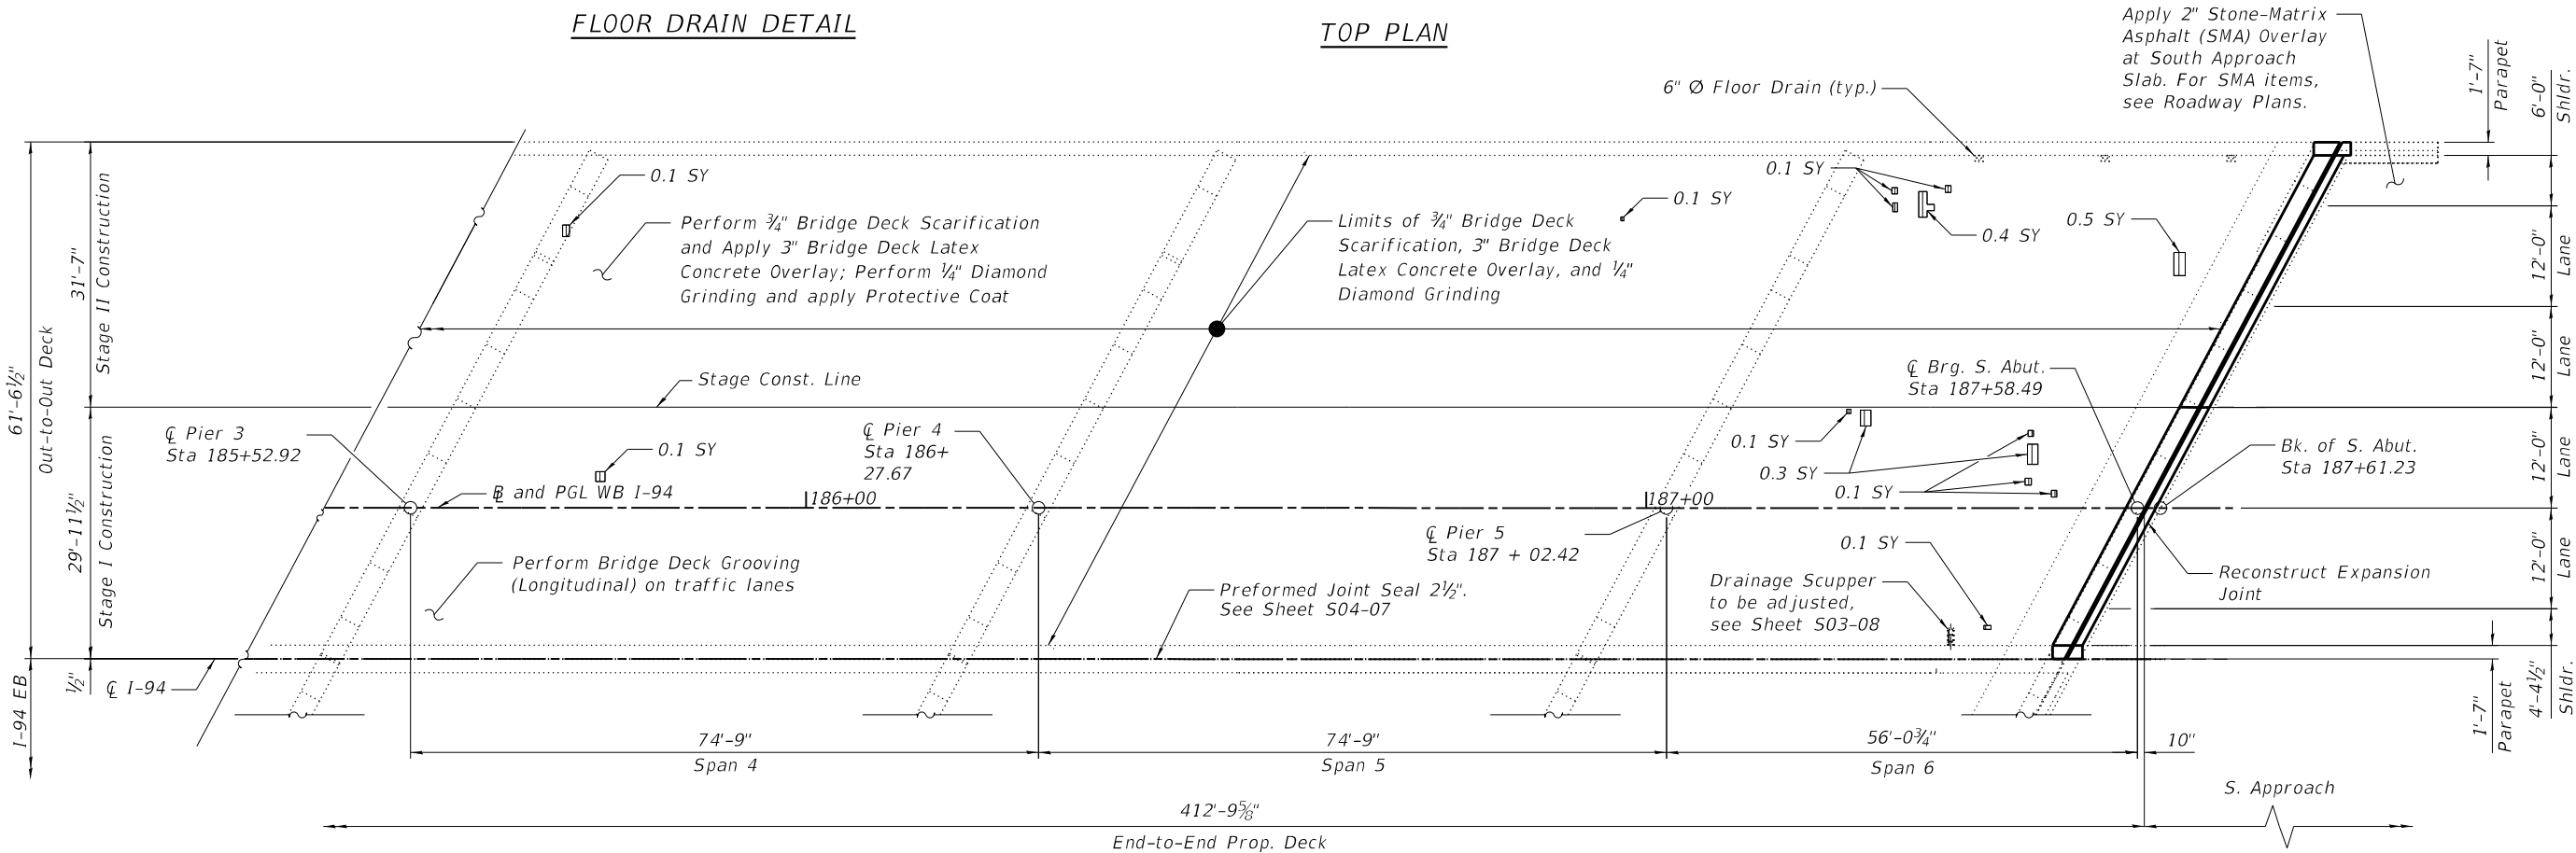 FLOOR DRAIN DETAIL
TOP PLAN
Apply 2" Stone-Matrix
Asphalt (SMA) Overlay
at South Approach
Slab. For SMA items,
see Roadway Plans.
6" Ø Floor Drain (typ.)
1'-7"
Parapet
6'-0"
Shldr.
0.1 SY
0.1 SY
0.1 SY
Perform ¾" Bridge Deck Scarification
and Apply 3" Bridge Deck Latex
Concrete Overlay; Perform ¼" Diamond
Grinding and apply Protective Coat
Limits of ¾" Bridge Deck
Scarification, 3" Bridge Deck
Latex Concrete Overlay, and ¼"
Diamond Grinding
0.4 SY
0.5 SY
12'-0"
Lane
31'-7"
Stage II Construction
61'-6½"
Out-to-Out Deck
Stage Const. Line
℄ Brg. S. Abut.
Sta 187+58.49
12'-0"
Lane
℄ Pier 3
Sta 185+52.92
0.1 SY
℄ Pier 4
Sta 186+
27.67
0.1 SY
0.3 SY
0.1 SY
Bk. of S. Abut.
Sta 187+61.23
12'-0"
Lane
29'-11½"
Stage I Construction
℄ and PGL WB I-94
186+00
187+00
℄ Pier 5
Sta 187 + 02.42
0.1 SY
Perform Bridge Deck Grooving
(Longitudinal) on traffic lanes
Preformed Joint Seal 2½".
See Sheet S04-07
Drainage Scupper
to be adjusted,
see Sheet S03-08
Reconstruct Expansion
Joint
12'-0"
Lane
I-94 EB
½"
℄ I-94
1'-7"
Parapet
4'-4½"
Shldr.
74'-9"
Span 4
74'-9"
Span 5
56'-0¾"
Span 6
10"
S. Approach
412'-9⅝"
End-to-End Prop. Deck